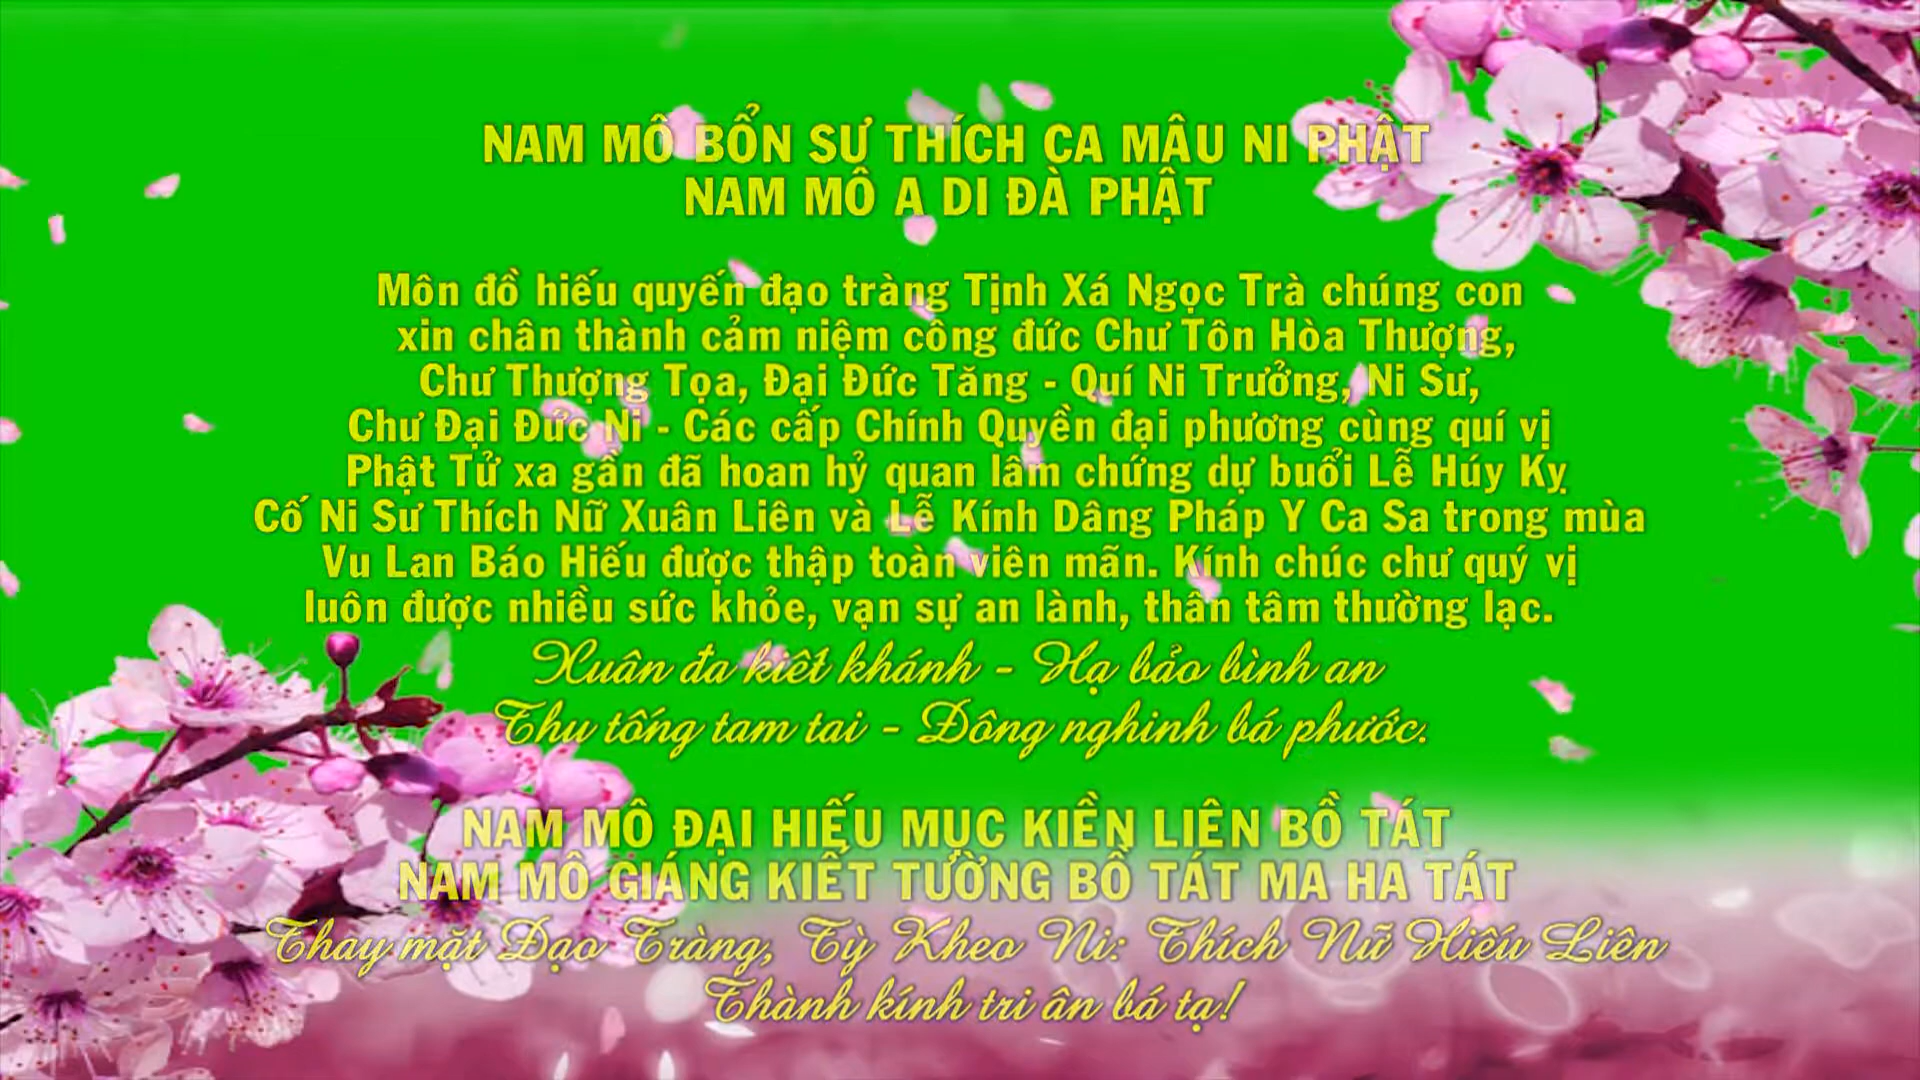 NAM MÔ BỔN SƯ THÍCH CA MÂU NI PHẬT
NAM MÔ A DI ĐÀ PHẬT
Môn đồ hiếu quyến đạo tràng Tịnh Xá Ngọc Trà chúng con
xin chân thành cảm niệm công đức Chư Tôn Hòa Thượng,
Chư Thượng Tọa, Đại Đức Tăng - Quí Ni Trưởng, Ni Sư,
Chư Đại Đức Ni - Các cấp Chính Quyền đại phương cùng quí vị
Phật Tử xa gần đã hoan hỷ quan lâm chứng dự buổi Lễ Húy Kỵ
Cố Ni Sư Thích Nữ Xuân Liên và Lễ Kính Dâng Pháp Y Ca Sa trong mùa
Vu Lan Báo Hiếu được thập toàn viên mãn. Kính chúc chư quý vị
luôn được nhiều sức khỏe, vạn sự an lành, thân tâm thường lạc.
Xuân đa kiết khánh - Hạ bảo bình an
Thu tống tam tai - Đông nghinh bá phước.
NAM MÔ ĐẠI HIẾU MỤC KIỀN LIÊN BỒ TÁT
NAM MÔ GIÁNG KIẾT TƯỜNG BỒ TÁT MA HA TÁT
Thay mặt Đạo Tràng, Tỳ Kheo Ni: Thích Nữ Hiếu Liên
Thành kính tri ân bá tạ!